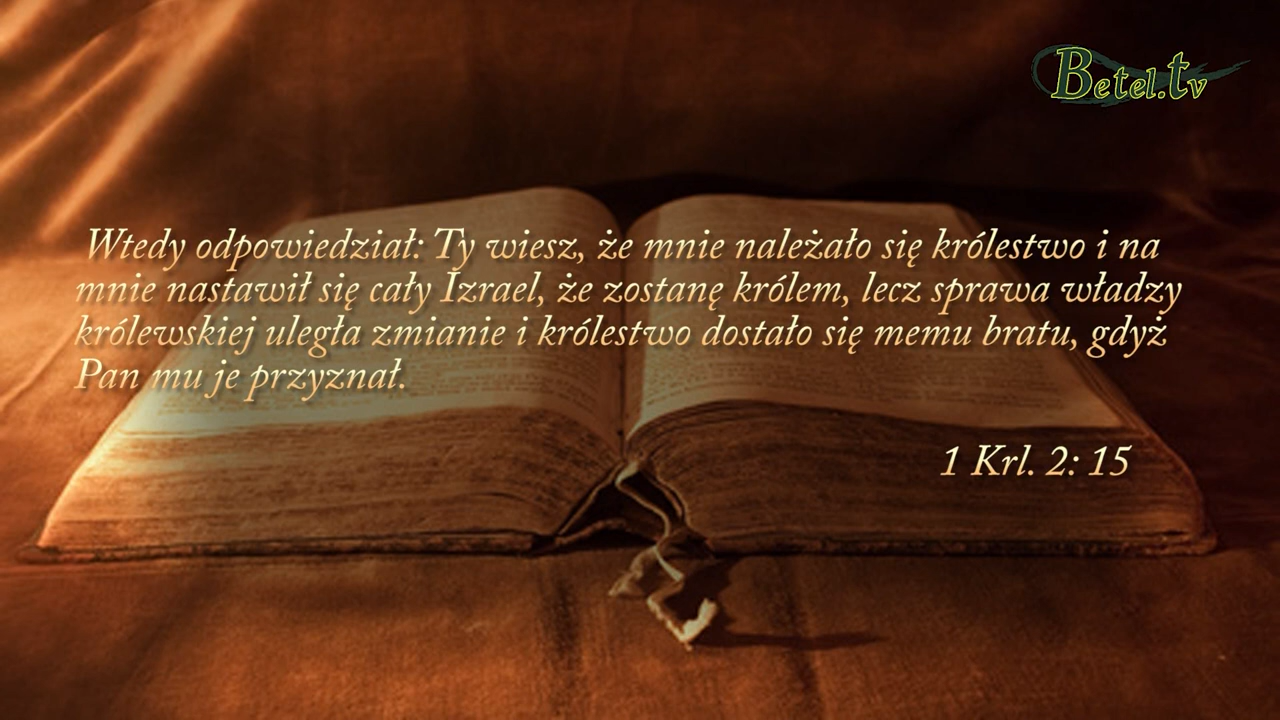 Betel.tv
Wtedy odpowiedział: Ty wiesz, że mnie należało się królestwo i na
mnie nastawił się cały Izrael, że zostanę królem, lecz sprawa władzy
królewskiej uległa zmianie i królestwo dostało się memu bratu, gdyż
Pan mu je przyznał.
1 Krl. 2: 15